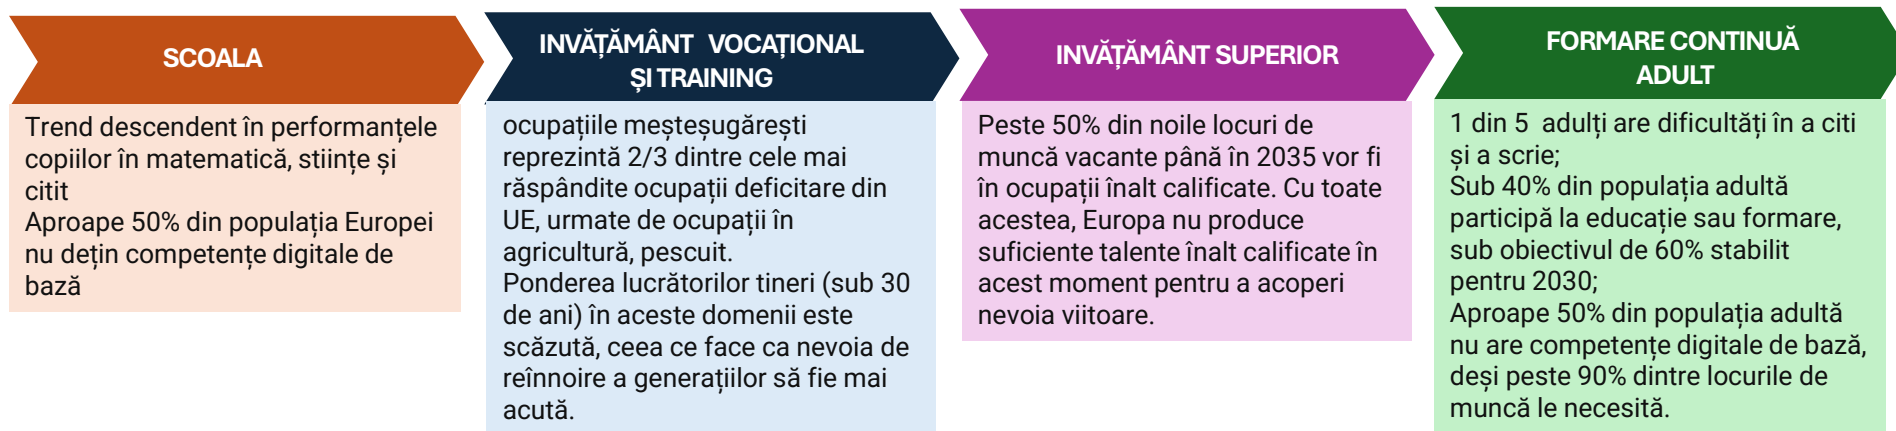 SCOALA
Trend descendent în performanțele
copiilor în matematică, stiințe și
citit
Aproape 50% din populația Europei
nu dețin competențe digitale de
bază
INVĂȚĂMÂNT VOCAȚIONAL
ȘI TRAINING
ocupațiile meșteșugărești
reprezintă 2/3 dintre cele mai
răspândite ocupații deficitare din
UE, urmate de ocupații în
agricultură, pescuit.
Ponderea lucrătorilor tineri (sub 30
de ani) în aceste domenii este
scăzută, ceea ce face ca nevoia de
reînnoire a generațiilor să fie mai
acută.
INVĂȚĂMÂNT SUPERIOR
Peste 50% din noile locuri de
muncă vacante până în 2035 vor fi
în ocupații înalt calificate. Cu toate
acestea, Europa nu produce
suficiente talente înalt calificate în
acest moment pentru a acoperi
nevoia viitoare.
FORMARE CONTINUĂ
ADULT
1 din 5 adulți are dificultăți în a citi
și a scrie;
Sub 40% din populația adultă
participă la educație sau formare,
sub obiectivul de 60% stabilit
pentru 2030;
Aproape 50% din populația adultă
nu are competențe digitale de bază,
deși peste 90% dintre locurile de
muncă le necesită.